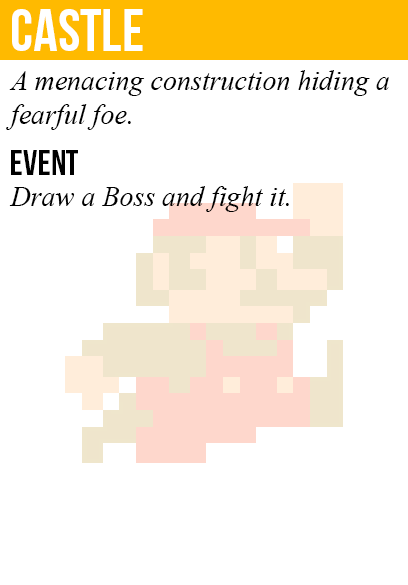 CASTLE
A menacing construction hiding a
fearful foe.
EVENT
Draw a Boss and fight it.